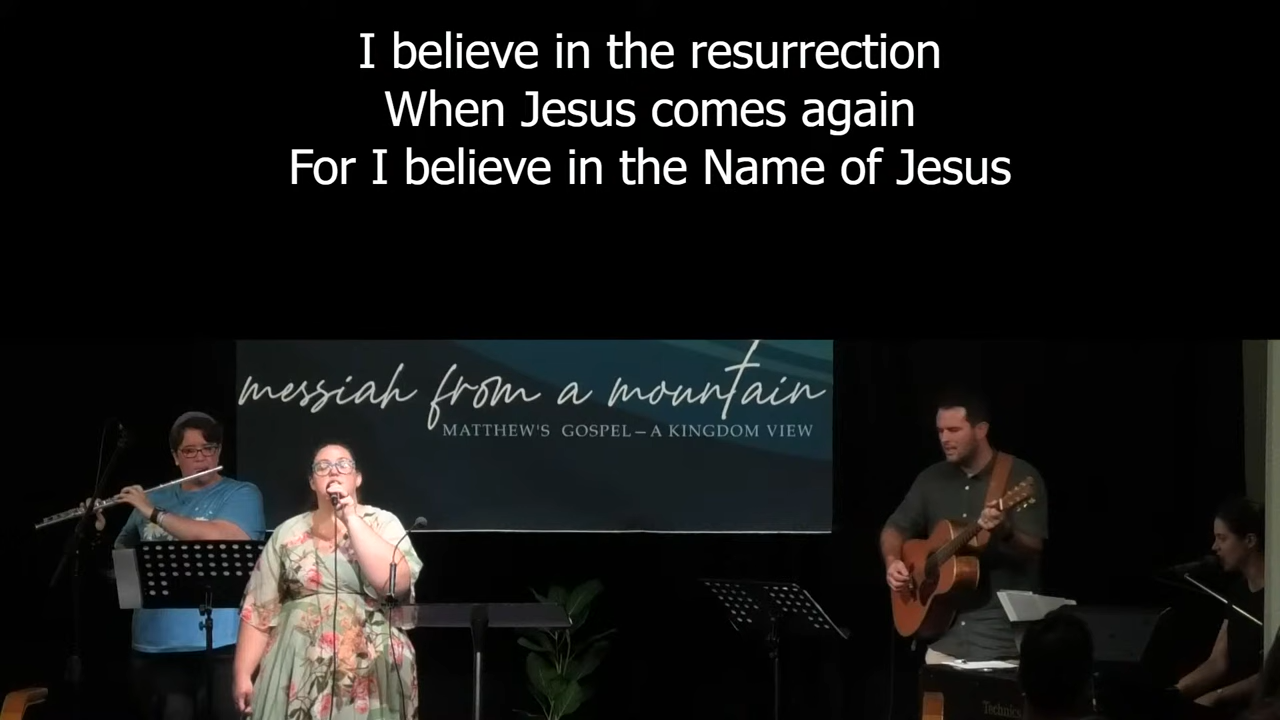 I believe in the resurrection
When Jesus comes again
For I believe in the Name of Jesus
messiah from a mountain
MATTHEW'S GOSPEL – A KINGDOM VIEW
Technics